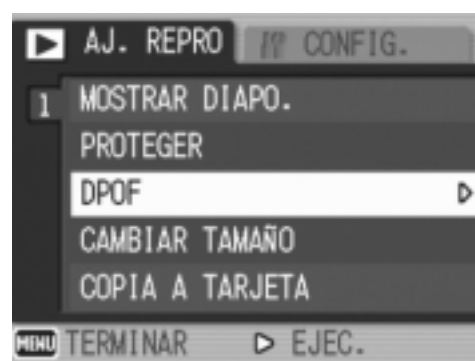 AJ. REPRO CONFIG.
1 MOSTRAR DIAPO.
PROTEGER
DPOF
CAMBIAR TAMAÑO
COPIA A TARJETA
MENU TERMINAR EJEC.